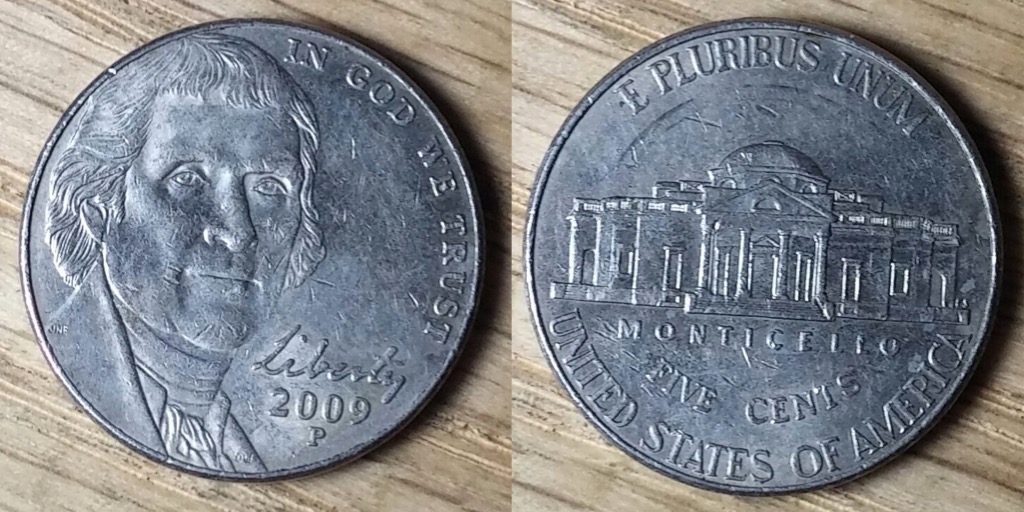 IN GOD WE TRUST
Liberty
2009
P
E PLURIBUS UNUM
MONTICELLO
FIVE CENTS
UNITED STATES OF AMERICA